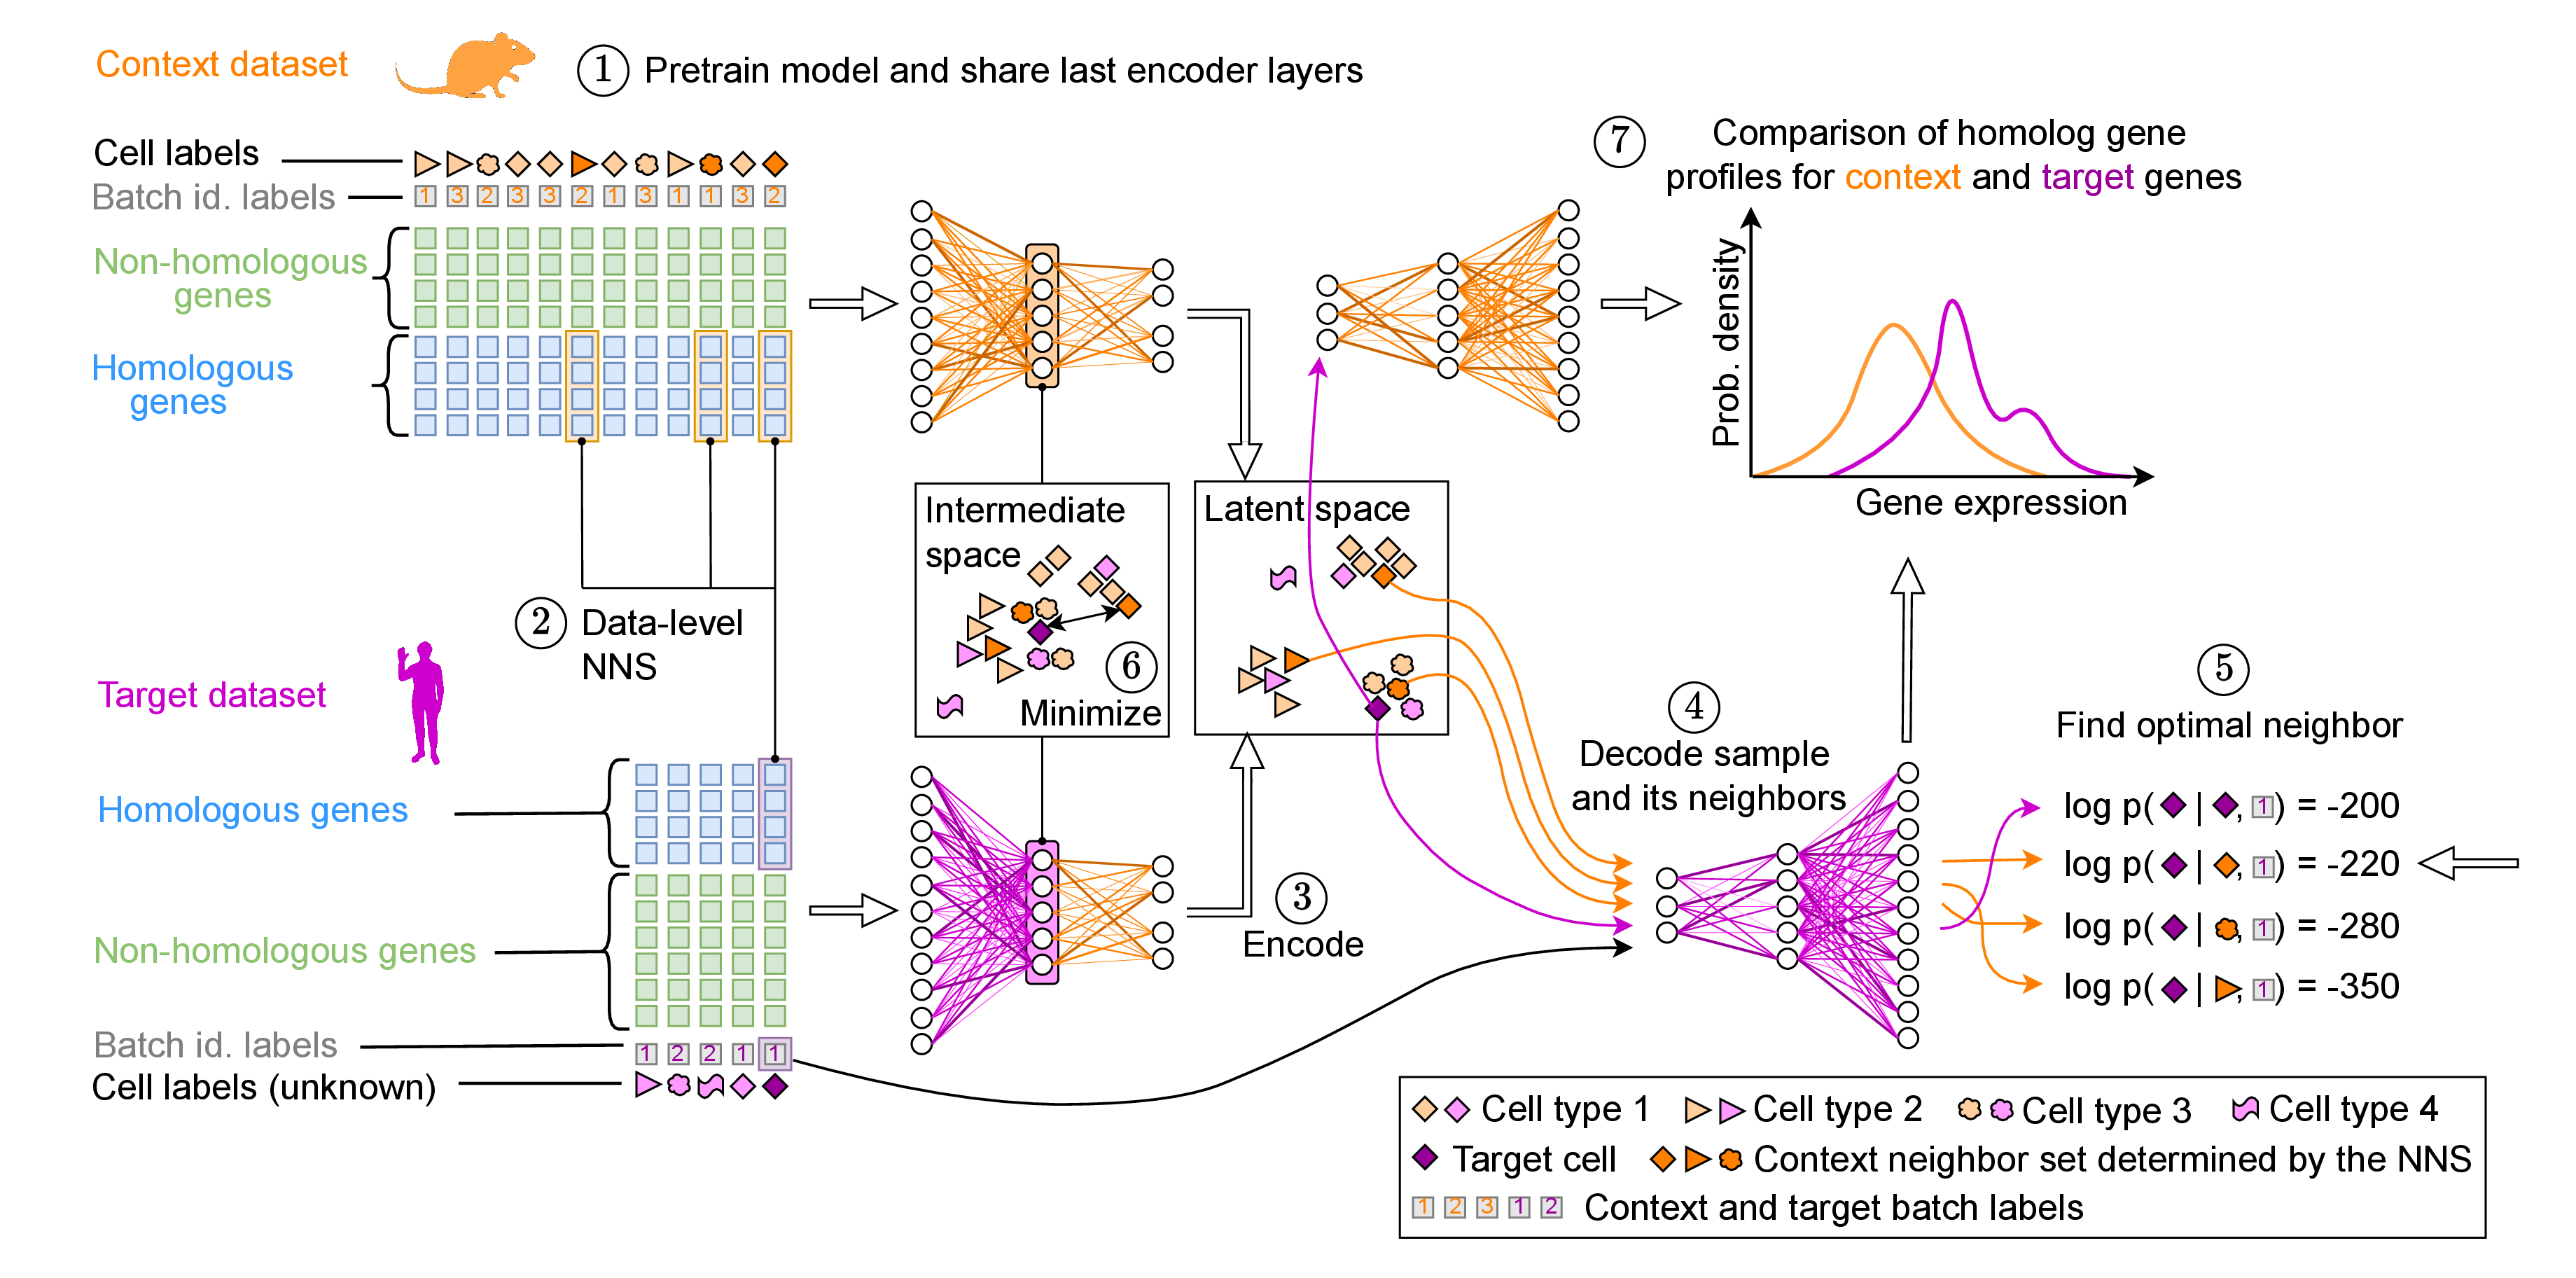 Context dataset
1 Pretrain model and share last encoder layers
Cell labels
Batch id. labels
1 3 2 3 3 2 1 3 1 1 3 2
Non-homologous
genes
Homologous
genes
2 Data-level
NNS
Target dataset
Homologous genes
Non-homologous genes
Batch id. labels
1 2 2 1 1
Cell labels (unknown)
Intermediate
space
6
Minimize
Latent space
3
Encode
4
Decode sample
and its neighbors
7 Comparison of homolog gene
profiles for context and target genes
Prob. density
Gene expression
5
Find optimal neighbor
log p( | , 1) = -200
log p( | , 1) = -220
log p( | , 1) = -280
log p( | , 1) = -350
Cell type 1 Cell type 2 Cell type 3 Cell type 4
Target cell Context neighbor set determined by the NNS
1 2 3 1 2 Context and target batch labels